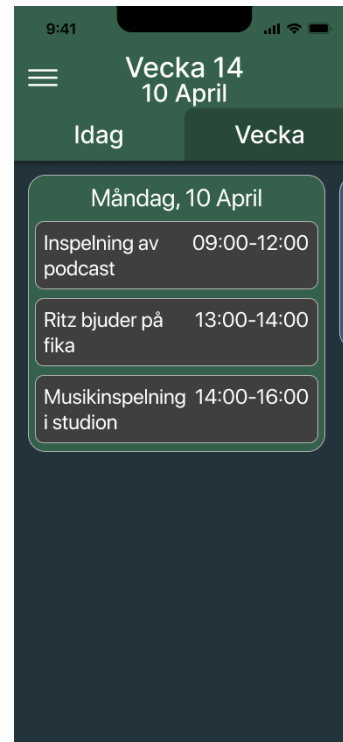 9:41
Vecka 14
10 April
Idag Vecka
Måndag, 10 April
Inspelning av 09:00-12:00
podcast
Ritz bjuder på 13:00-14:00
fika
Musikinspelning 14:00-16:00
i studion